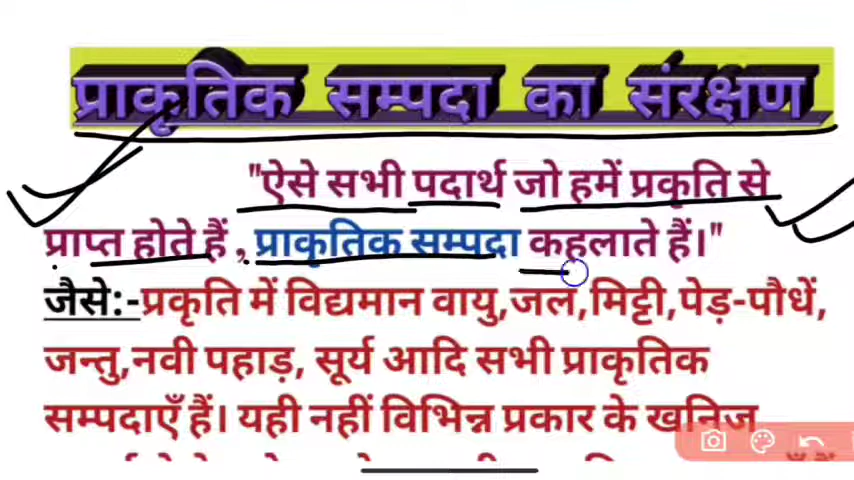 प्राकृतिक सम्पदा का संरक्षण
"ऐसे सभी पदार्थ जो हमें प्रकृति से
प्राप्त होते हैं , प्राकृतिक सम्पदा कहलाते हैं।"
जैसे:-प्रकृति में विद्यमान वायु,जल,मिट्टी,पेड़-पौधें,
जन्तु,नवी पहाड़, सूर्य आदि सभी प्राकृतिक
सम्पदाएँ हैं। यही नहीं विभिन्न प्रकार के खनिज